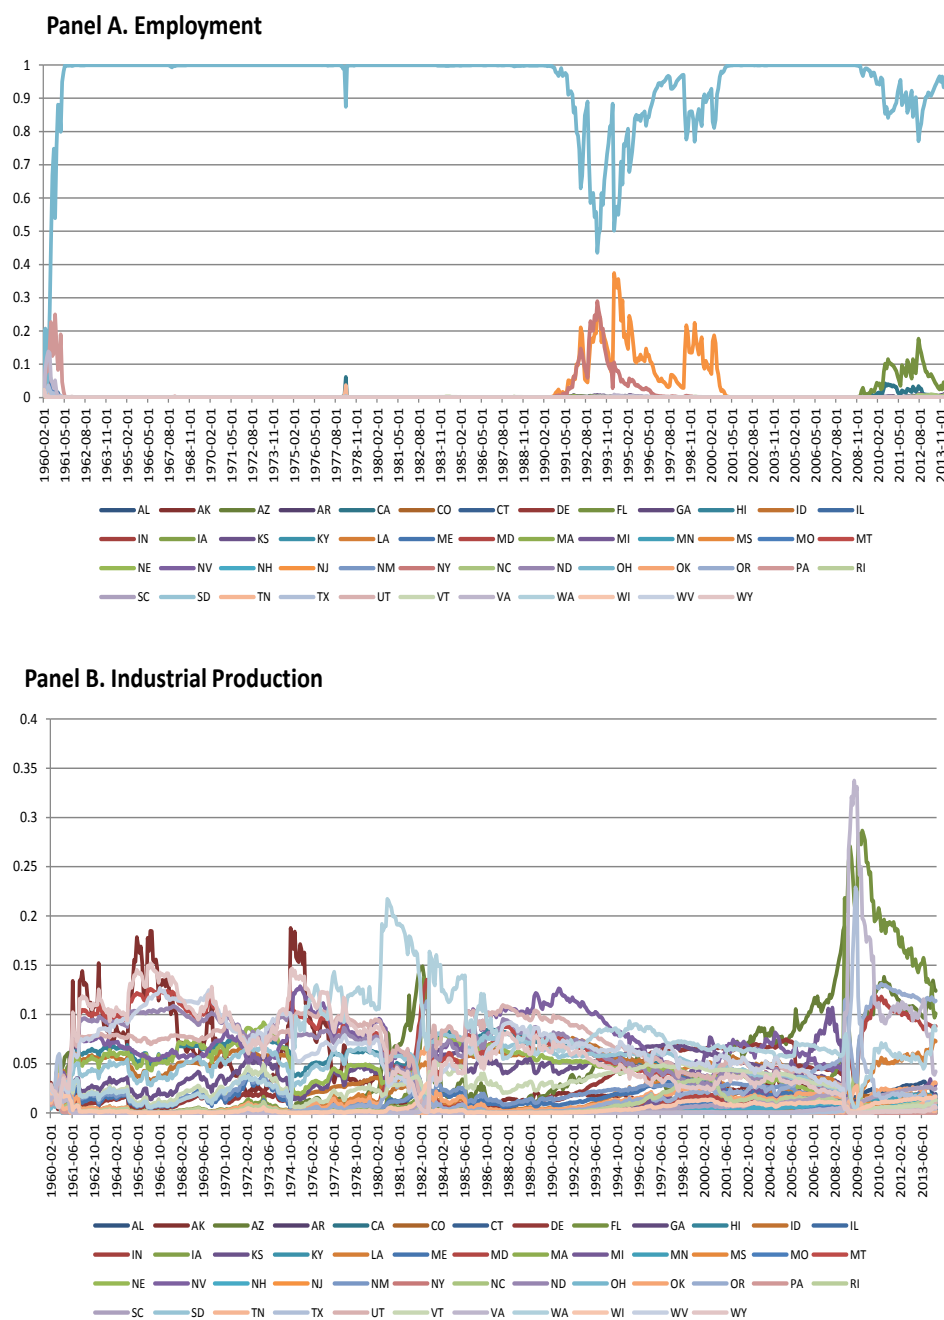 Panel A. Employment
1
0.9
0.8
0.7
0.6
0.5
0.4
0.3
0.2
0.1
0
1960-02-01 1961-05-01 1962-08-01 1963-11-01 1965-02-01 1966-05-01 1967-08-01 1968-11-01 1970-02-01 1971-05-01 1972-08-01 1973-11-01 1975-02-01 1976-05-01 1977-08-01 1978-11-01 1980-02-01 1981-05-01 1982-08-01 1983-11-01 1985-02-01 1986-05-01 1987-08-01 1988-11-01 1990-02-01 1991-05-01 1992-08-01 1993-11-01 1995-02-01 1996-05-01 1997-08-01 1998-11-01 2000-02-01 2001-05-01 2002-08-01 2003-11-01 2005-02-01 2006-05-01 2007-08-01 2008-11-01 2010-02-01 2011-05-01 2012-08-01 2013-11-01
AL AK AZ AR CA CO CT DE FL GA HI ID IL
IN IA KS KY LA ME MD MA MI MN MS MO MT
NE NV NH NJ NM NY NC ND OH OK OR PA RI
SC SD TN TX UT VT VA WA WI WV WY
Panel B. Industrial Production
0.4
0.35
0.3
0.25
0.2
0.15
0.1
0.05
0
1960-02-01 1961-06-01 1962-10-01 1964-02-01 1965-06-01 1966-10-01 1968-02-01 1969-06-01 1970-10-01 1972-02-01 1973-06-01 1974-10-01 1976-02-01 1977-06-01 1978-10-01 1980-02-01 1981-06-01 1982-10-01 1984-02-01 1985-06-01 1986-10-01 1988-02-01 1989-06-01 1990-10-01 1992-02-01 1993-06-01 1994-10-01 1996-02-01 1997-06-01 1998-10-01 2000-02-01 2001-06-01 2002-10-01 2004-02-01 2005-06-01 2006-10-01 2008-02-01 2009-06-01 2010-10-01 2012-02-01 2013-06-01
AL AK AZ AR CA CO CT DE FL GA HI ID IL
IN IA KS KY LA ME MD MA MI MN MS MO MT
NE NV NH NJ NM NY NC ND OH OK OR PA RI
SC SD TN TX UT VT VA WA WI WV WY